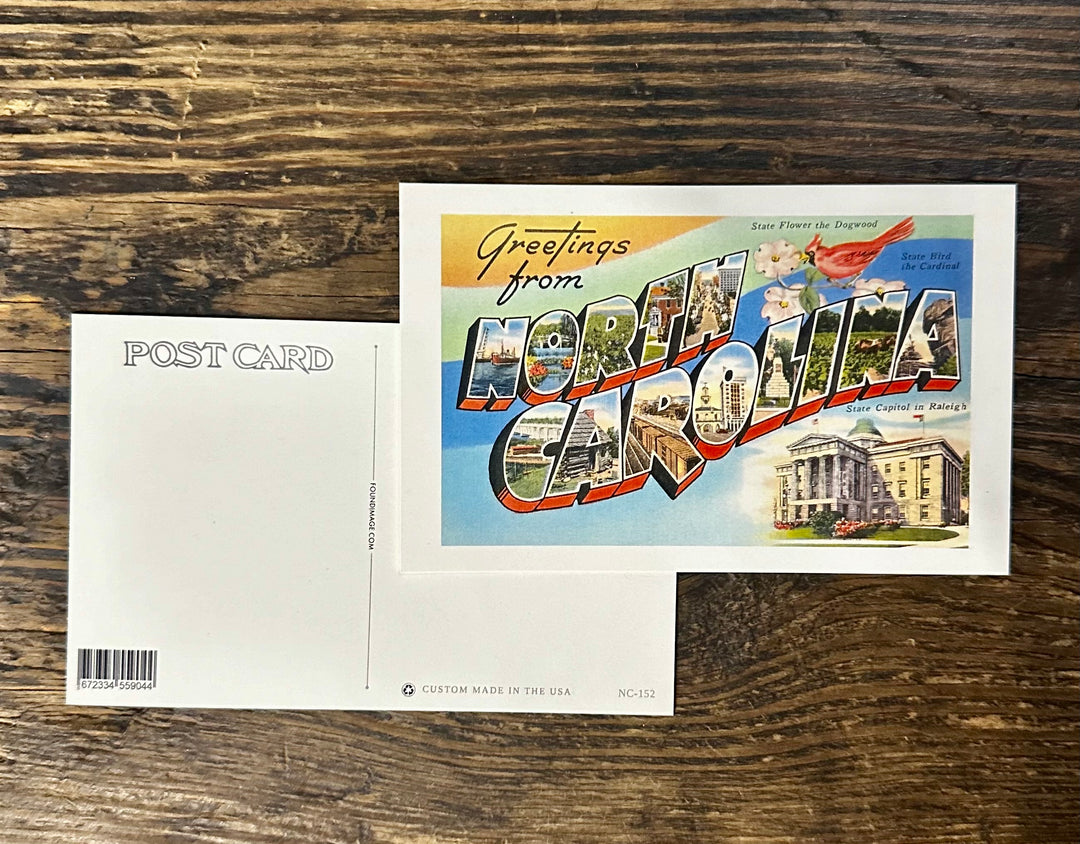 Greetings
from
State Flower the Dogwood
State Bird
the Cardinal
NORTH
CAROLINA
State Capitol in Raleigh
POST CARD
FOUNDIMAGE.COM
672334 559044
CUSTOM MADE IN THE USA
NC-152